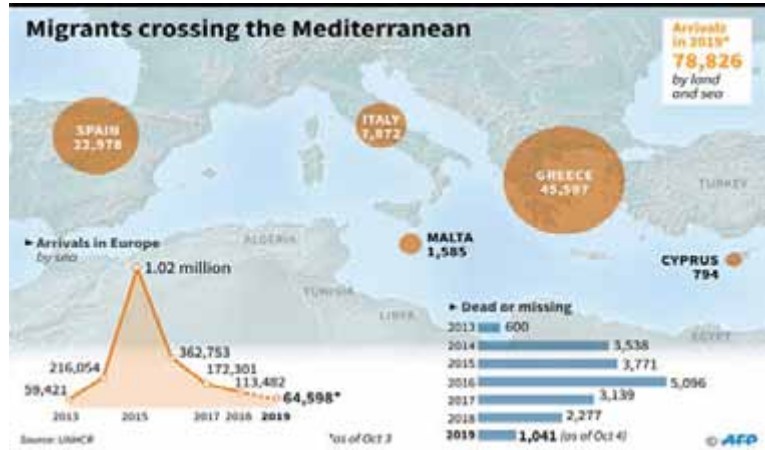 Migrants crossing the Mediterranean
Arrivals
in 2019*
78,826
by land
and sea
SPAIN
22,978
ITALY
7,872
GREECE
45,597
TURKEY
MALTA
1,585
CYPRUS
794
ALGERIA
TUNISIA
LIBYA
EGYPT
► Arrivals in Europe
by sea
1.02 million
216,054
362,753
59,421
172,301
113,482
64,598*
2013 2015 2017 2018 2019
► Dead or missing
2013 600
2014 3,538
2015 3,771
2016 5,096
2017 3,139
2018 2,277
2019 1,041 (as of Oct 4)
Source: UNHCR
*as of Oct 3
© AFP